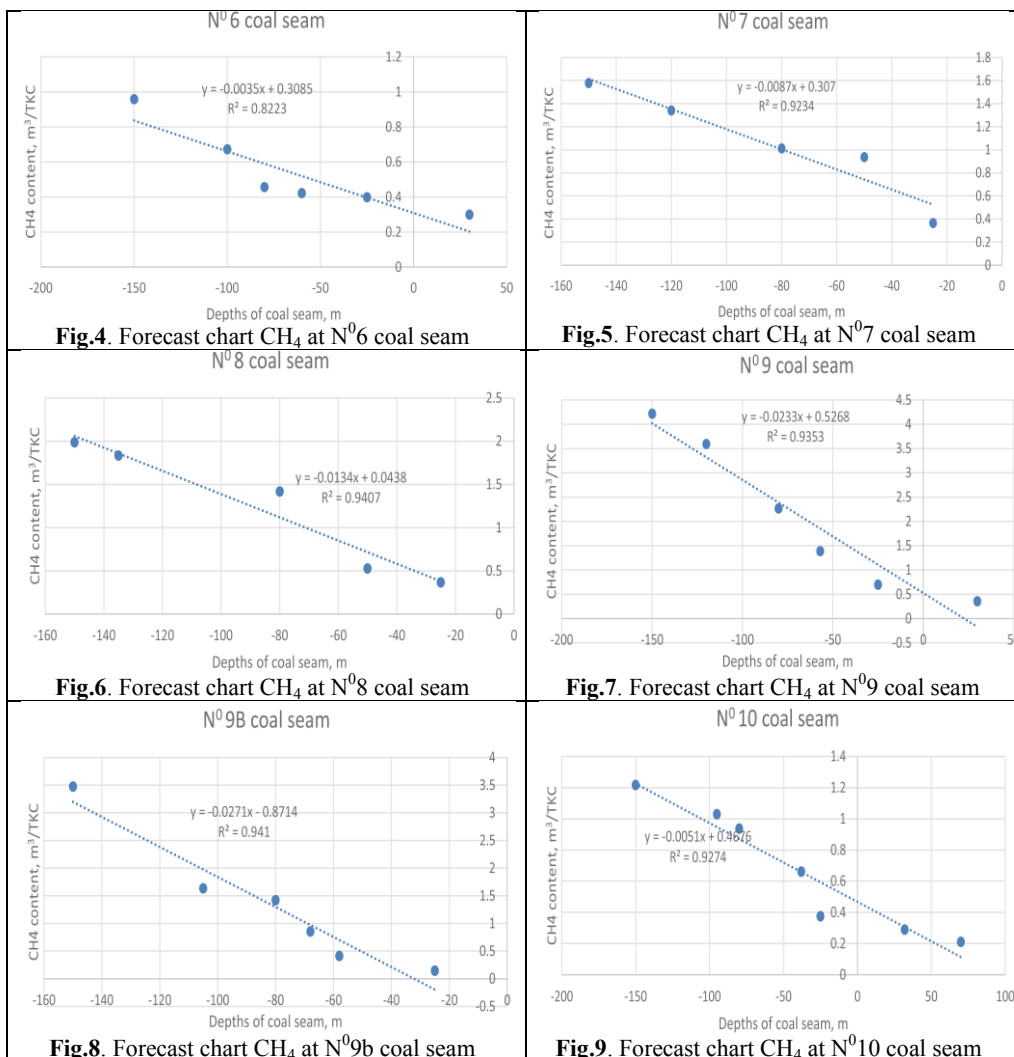 N⁰ 6 coal seam
CH4 content, m³/TKC
1.2
1
0.8
0.6
0.4
0.2
0
y = -0.0035x + 0.3085
R² = 0.8223
-200 -150 -100 -50 0 50
Depths of coal seam, m
Fig.4. Forecast chart CH₄ at N⁰6 coal seam
N⁰ 7 coal seam
CH4 content, m³/TKC
1.8
1.6
1.4
1.2
1
0.8
0.6
0.4
0.2
0
y = -0.0087x + 0.307
R² = 0.9234
-160 -140 -120 -100 -80 -60 -40 -20 0
Depths of coal seam, m
Fig.5. Forecast chart CH₄ at N⁰7 coal seam
N⁰ 8 coal seam
CH4 content, m³/TKC
2.5
2
1.5
1
0.5
0
y = -0.0134x + 0.0438
R² = 0.9407
-160 -140 -120 -100 -80 -60 -40 -20 0
Depths of coal seam, m
Fig.6. Forecast chart CH₄ at N⁰8 coal seam
N⁰ 9 coal seam
CH4 content, m³/TKC
4.5
4
3.5
3
2.5
2
1.5
1
0.5
0
-0.5
y = -0.0233x + 0.5268
R² = 0.9353
-200 -150 -100 -50 0 50
Depths of coal seam, m
Fig.7. Forecast chart CH₄ at N⁰9 coal seam
N⁰ 9B coal seam
CH4 content, m³/TKC
4
3.5
3
2.5
2
1.5
1
0.5
0
-0.5
y = -0.0271x - 0.8714
R² = 0.941
-160 -140 -120 -100 -80 -60 -40 -20 0
Depths of coal seam, m
Fig.8. Forecast chart CH₄ at N⁰9b coal seam
N⁰ 10 coal seam
CH4 content, m³/TKC
1.4
1.2
1
0.8
0.6
0.4
0.2
0
y = -0.0051x + 0.4676
R² = 0.9274
-200 -150 -100 -50 0 50 100
Depths of coal seam, m
Fig.9. Forecast chart CH₄ at N⁰10 coal seam